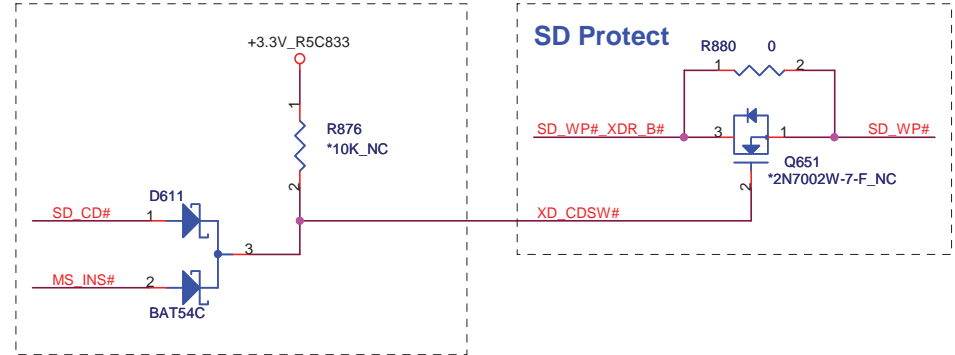 +3.3V_R5C833
1
R876
*10K_NC
2
D611
SD_CD#
1
3
MS_INS#
2
BAT54C
SD Protect
R880 0
1 2
SD_WP#_XDR_B#
3
1
SD_WP#
Q651
*2N7002W-7-F_NC
2
XD_CDSW#